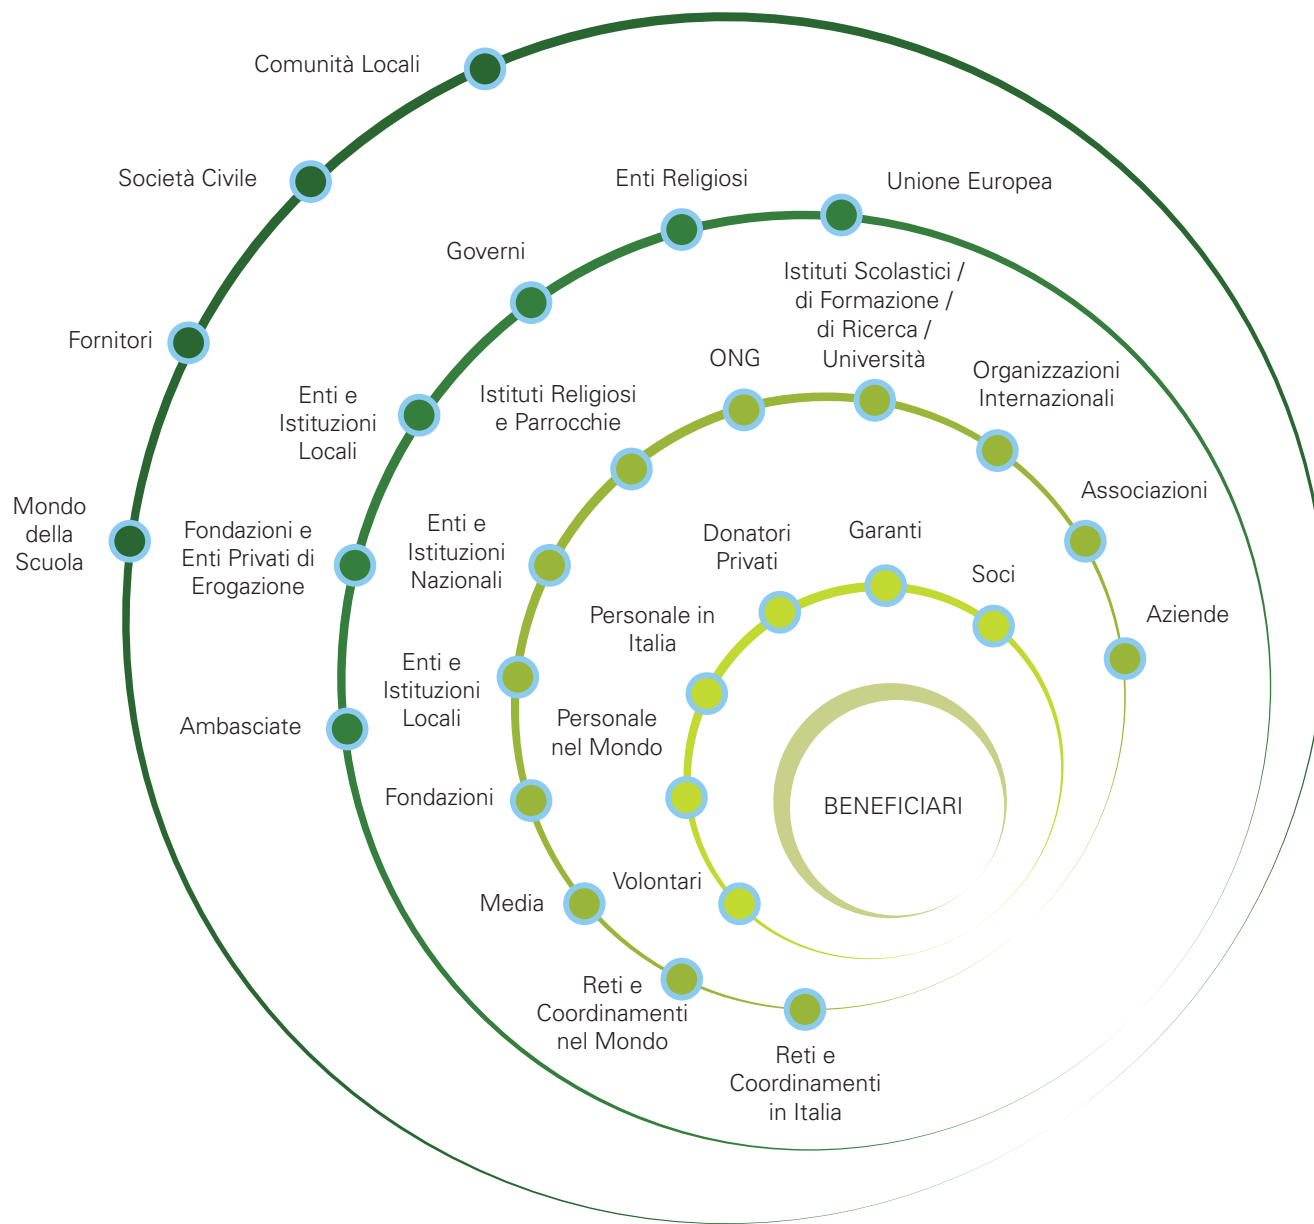 Comunità Locali
Società Civile
Fornitori
Mondo
della
Scuola
Enti Religiosi
Unione Europea
Governi
Enti e
Istituzioni
Locali
Fondazioni e
Enti Privati di
Erogazione
Ambasciate
Istituti Scolastici /
di Formazione /
di Ricerca /
Università
ONG
Organizzazioni
Internazionali
Istituti Religiosi
e Parrocchie
Associazioni
Enti e
Istituzioni
Nazionali
Aziende
Enti e
Istituzioni
Locali
Fondazioni
Media
Reti e
Coordinamenti
nel Mondo
Reti e
Coordinamenti
in Italia
Donatori
Privati
Garanti
Soci
Personale in
Italia
Personale
nel Mondo
Volontari
BENEFICIARI